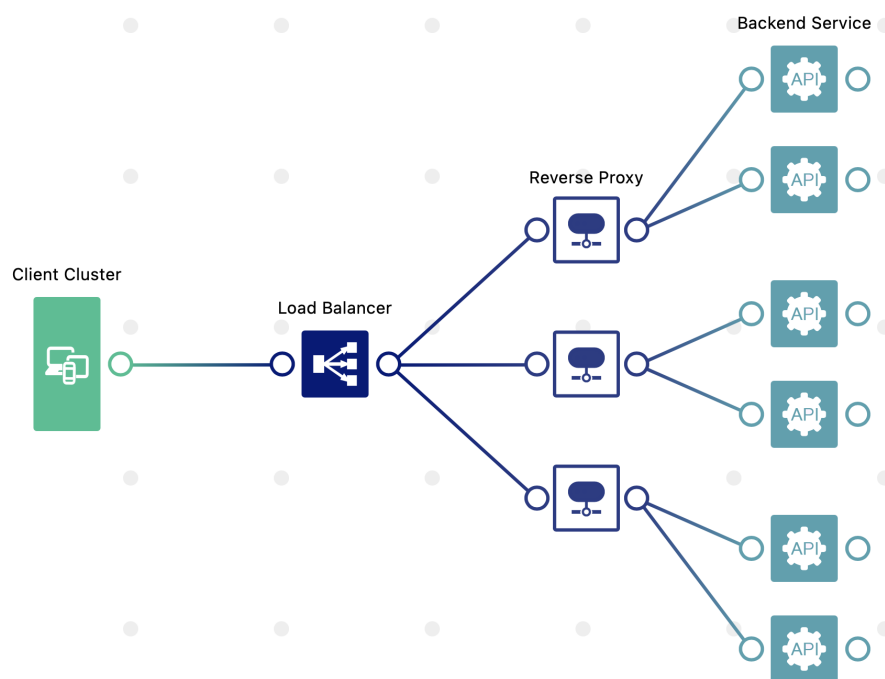 Backend Service
API
API
Reverse Proxy
Client Cluster
Load Balancer
API
API
API
API